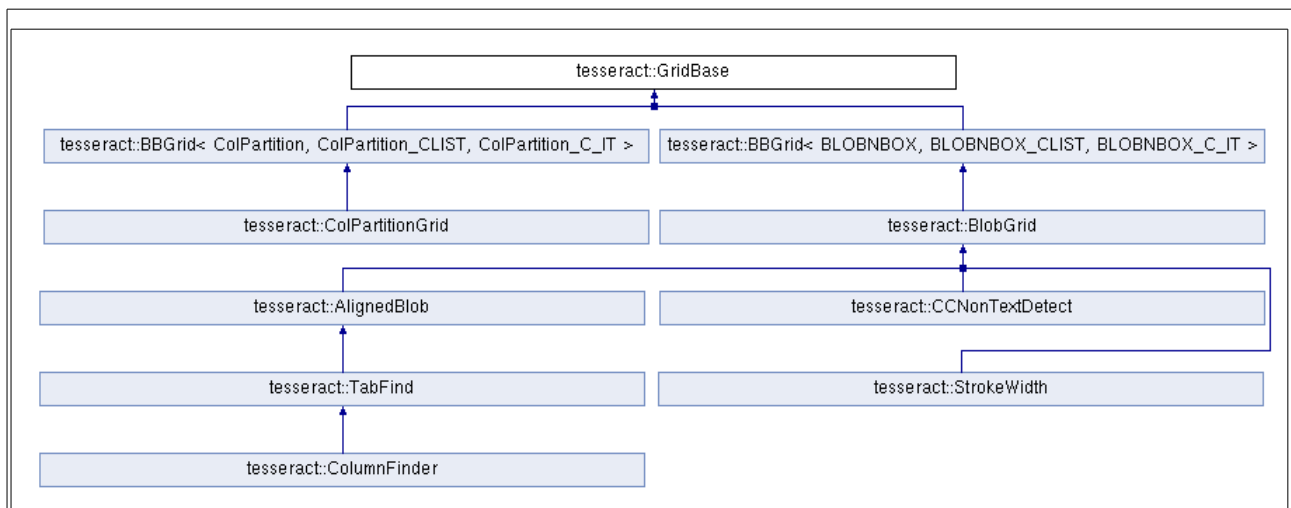 tesseract::GridBase
tesseract::BBGrid< ColPartition, ColPartition_CLIST, ColPartition_C_IT >
tesseract::BBGrid< BLOBNBOX, BLOBNBOX_CLIST, BLOBNBOX_C_IT >
tesseract::ColPartitionGrid
tesseract::BlobGrid
tesseract::AlignedBlob
tesseract::CCNonTextDetect
tesseract::TabFind
tesseract::StrokeWidth
tesseract::ColumnFinder